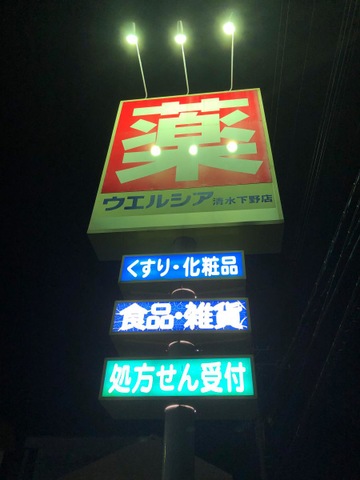 薬
ウエルシア 清水下野店
くすり・化粧品
食品・雑貨
処方せん受付